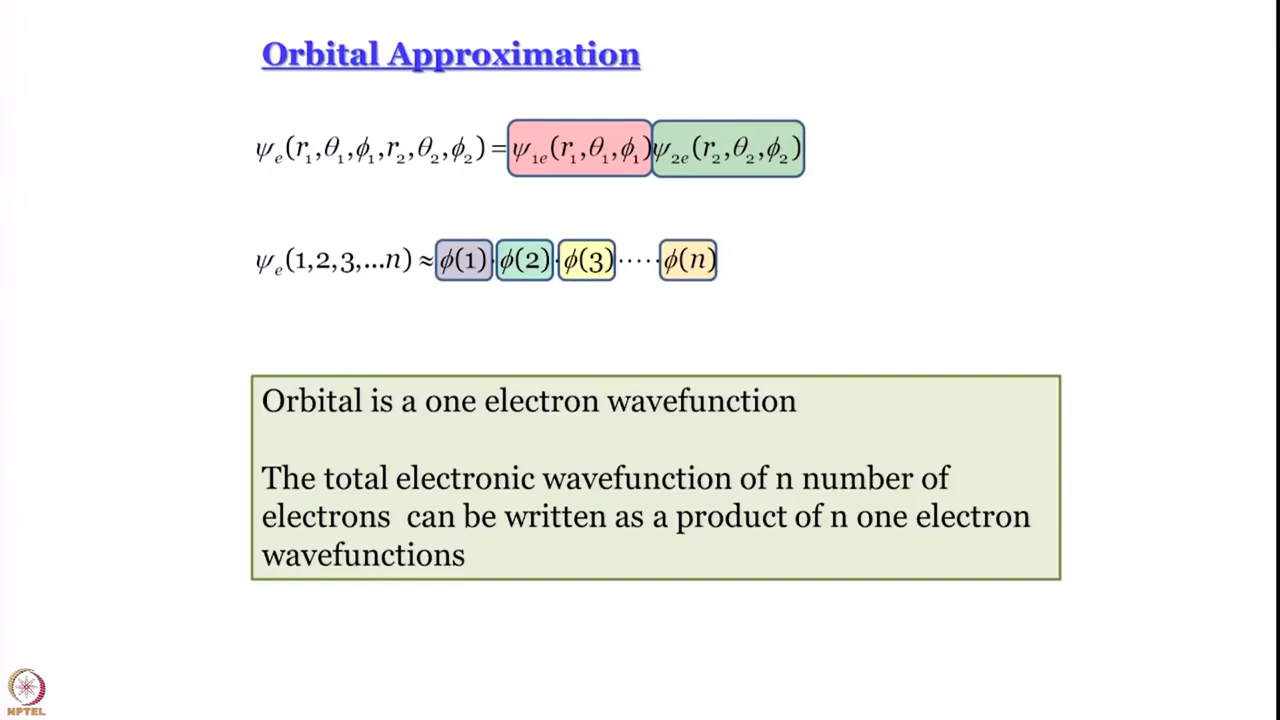 Orbital Approximation
ψₑ(r₁,θ₁,ϕ₁,r₂,θ₂,ϕ₂) = ψ₁ₑ(r₁,θ₁,ϕ₁)ψ₂ₑ(r₂,θ₂,ϕ₂)
ψₑ(1,2,3,...n) ≈ ϕ(1)·ϕ(2)·ϕ(3)·····ϕ(n)
Orbital is a one electron wavefunction
The total electronic wavefunction of n number of
electrons can be written as a product of n one electron
wavefunctions
NPTEL